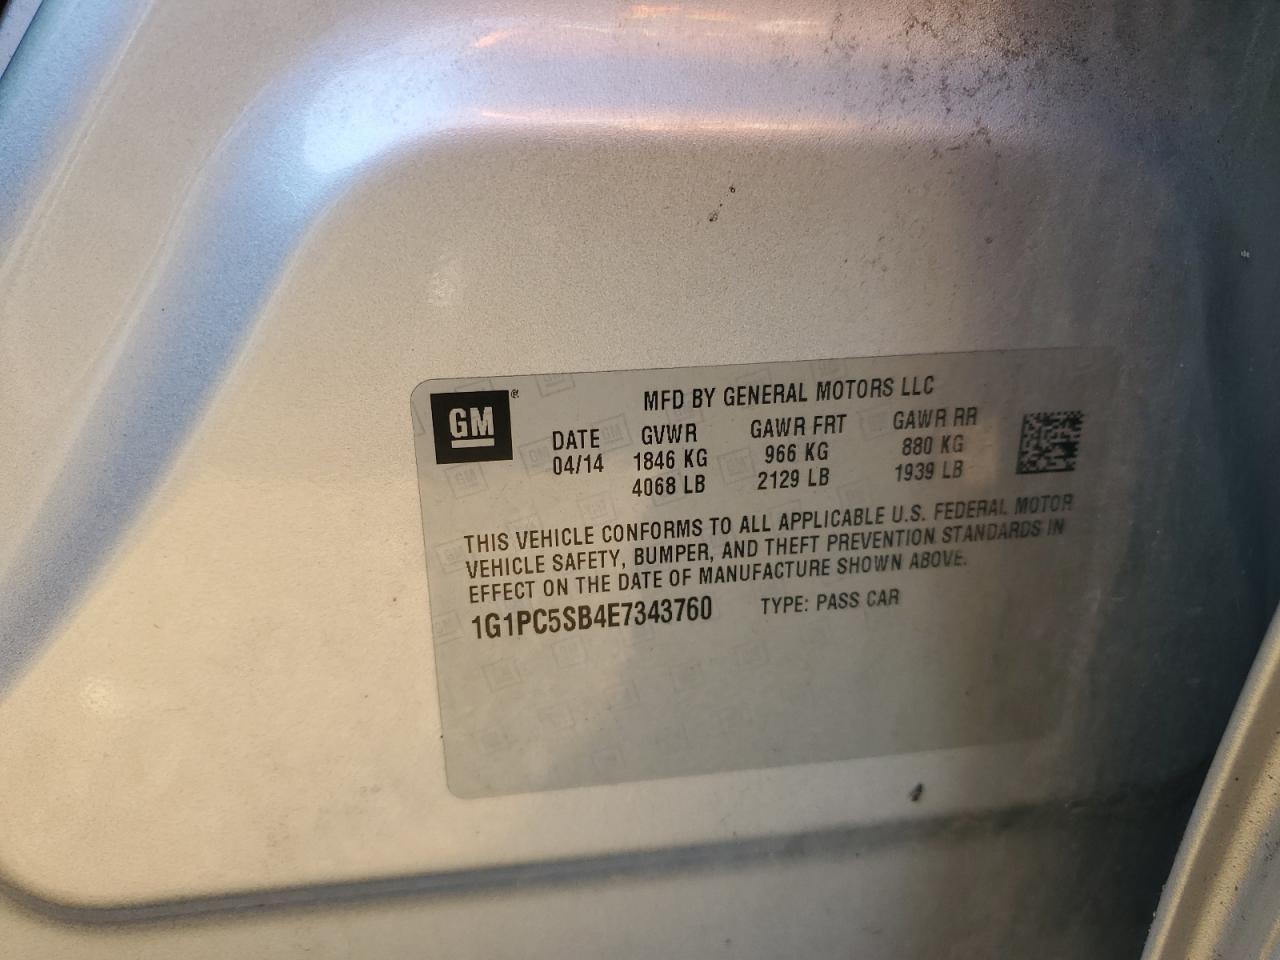 GM®
MFD BY GENERAL MOTORS LLC
DATE GVWR GAWR FRT GAWR RR
04/14 1846 KG 966 KG 880 KG
4068 LB 2129 LB 1939 LB
THIS VEHICLE CONFORMS TO ALL APPLICABLE U.S. FEDERAL MOTOR
VEHICLE SAFETY, BUMPER, AND THEFT PREVENTION STANDARDS IN
EFFECT ON THE DATE OF MANUFACTURE SHOWN ABOVE.
1G1PC5SB4E7343760 TYPE: PASS CAR